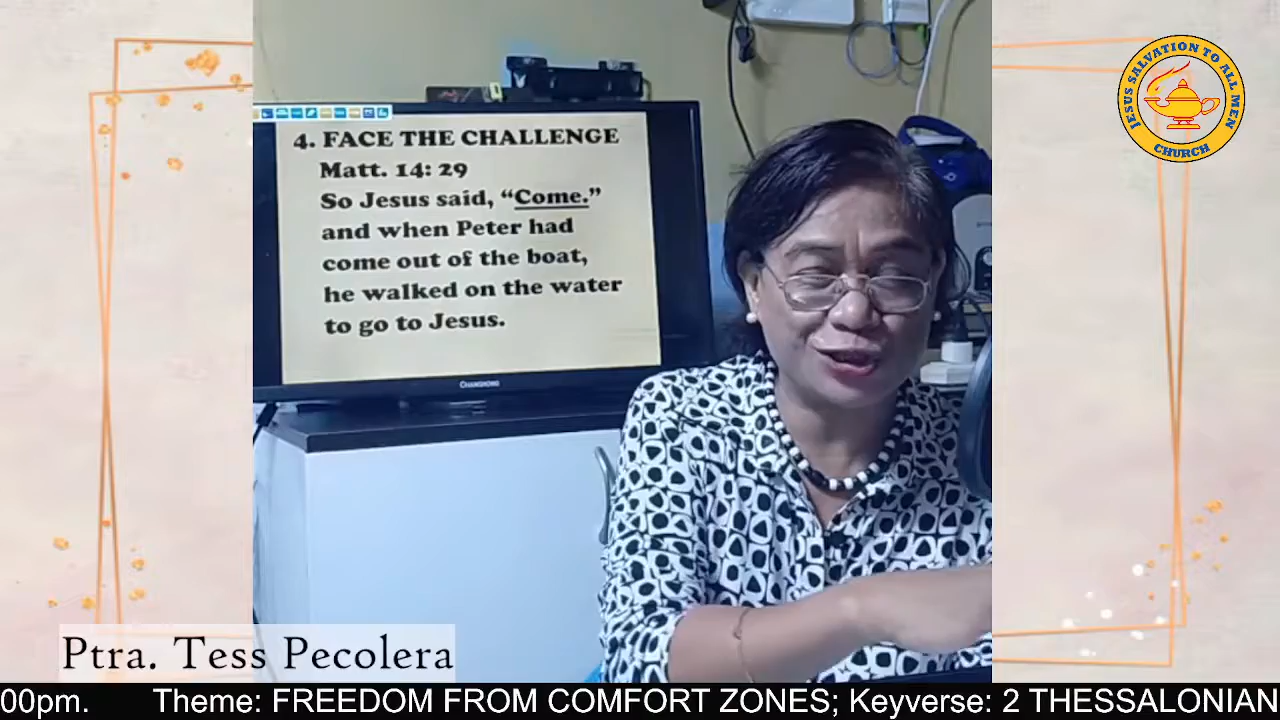 4. FACE THE CHALLENGE
Matt. 14: 29
So Jesus said, “Come.”
and when Peter had
come out of the boat,
he walked on the water
to go to Jesus.
CHANGHONG
JESUS SALVATION TO ALL MEN
CHURCH
Ptra. Tess Pecolera
00pm. Theme: FREEDOM FROM COMFORT ZONES; Keyverse: 2 THESSALONIAN